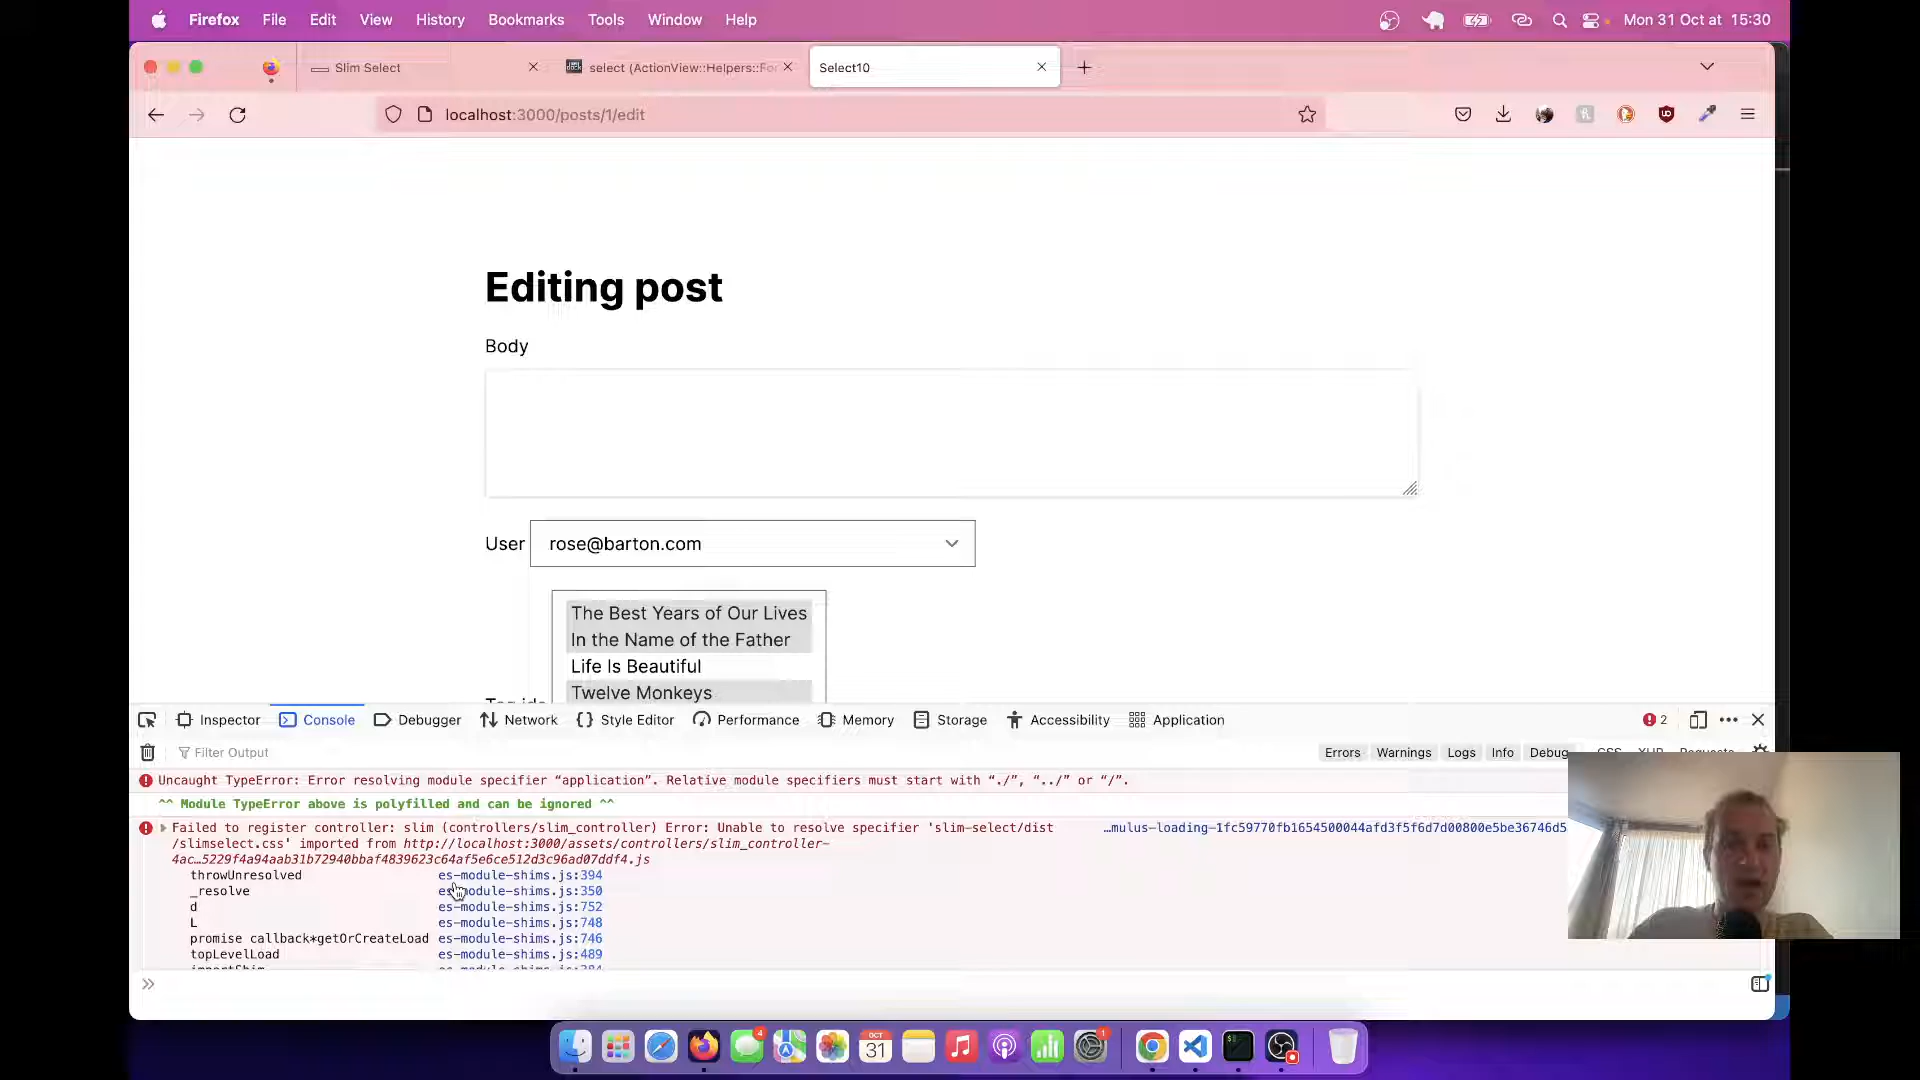 Firefox File Edit View History Bookmarks Tools Window Help Mon 31 Oct at 15:30
Slim Select select (ActionView::Helpers::For Select10
localhost:3000/posts/1/edit
Editing post
Body
User rose@barton.com
The Best Years of Our Lives
In the Name of the Father
Life Is Beautiful
Twelve Monkeys
Inspector Console Debugger Network Style Editor Performance Memory Storage Accessibility Application 2
Filter Output Errors Warnings Logs Info Debug
Uncaught TypeError: Error resolving module specifier “application”. Relative module specifiers must start with “./”, “../” or “/”.
^^ Module TypeError above is polyfilled and can be ignored ^^
Failed to register controller: slim (controllers/slim_controller) Error: Unable to resolve specifier 'slim-select/dist …mulus-loading-1fc59770fb1654500044afd3f5f6d7d00800e5be36746d5
/slimselect.css' imported from http://localhost:3000/assets/controllers/slim_controller-
4ac…5229f4a94aab31b72940bbaf4839623c64af5e6ce512d3c96ad07ddf4.js
throwUnresolved es-module-shims.js:394
_resolve es-module-shims.js:350
d es-module-shims.js:752
L es-module-shims.js:748
promise callback*getOrCreateLoad es-module-shims.js:746
topLevelLoad es-module-shims.js:489
4 OCT 31 1